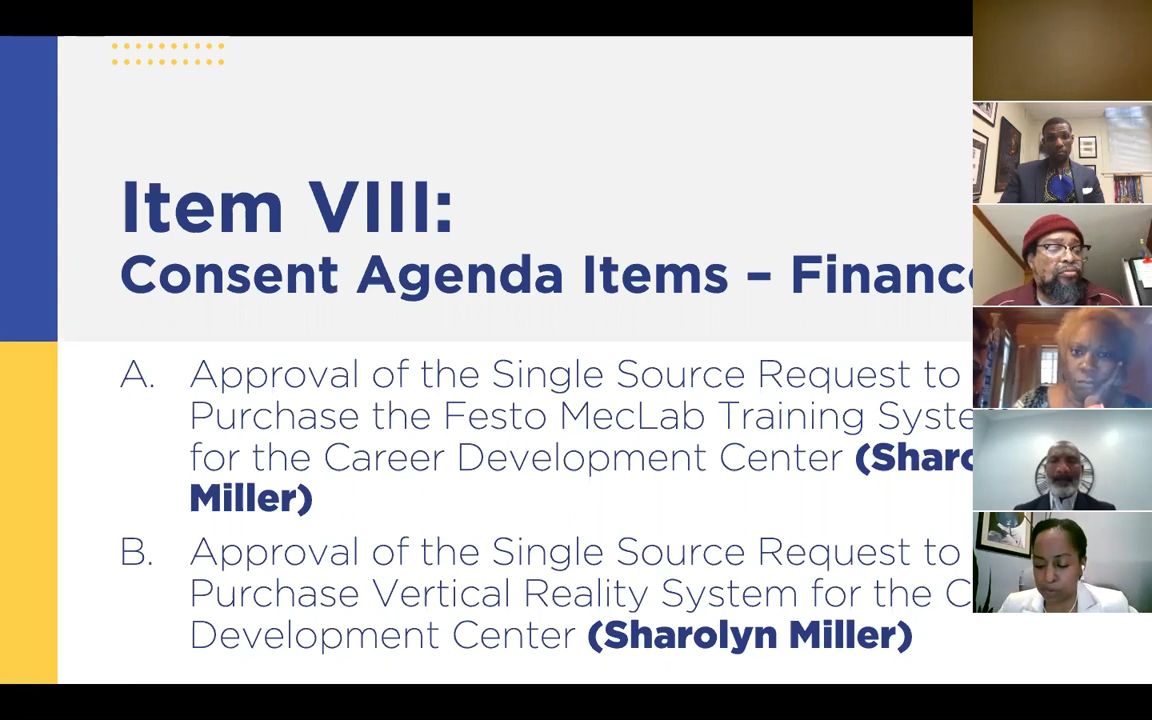 Item VIII:
Consent Agenda Items – Finance
A. Approval of the Single Source Request to
Purchase the Festo MecLab Training Syste
for the Career Development Center (Sharo
Miller)
B. Approval of the Single Source Request to
Purchase Vertical Reality System for the C
Development Center (Sharolyn Miller)